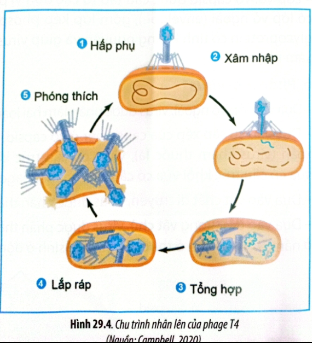 1 Hấp phụ
2 Xâm nhập
3 Tổng hợp
4 Lắp ráp
5 Phóng thích
Hình 29.4. Chu trình nhân lên của phage T4
(Nguồn: Campbell, 2020)